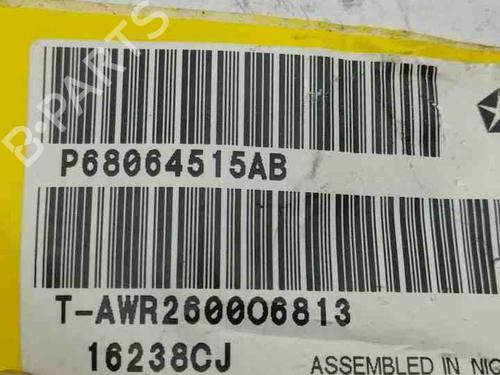 B-PARTS
P68064515AB
T-AWR260006813
16238CJ
ASSEMBLED IN